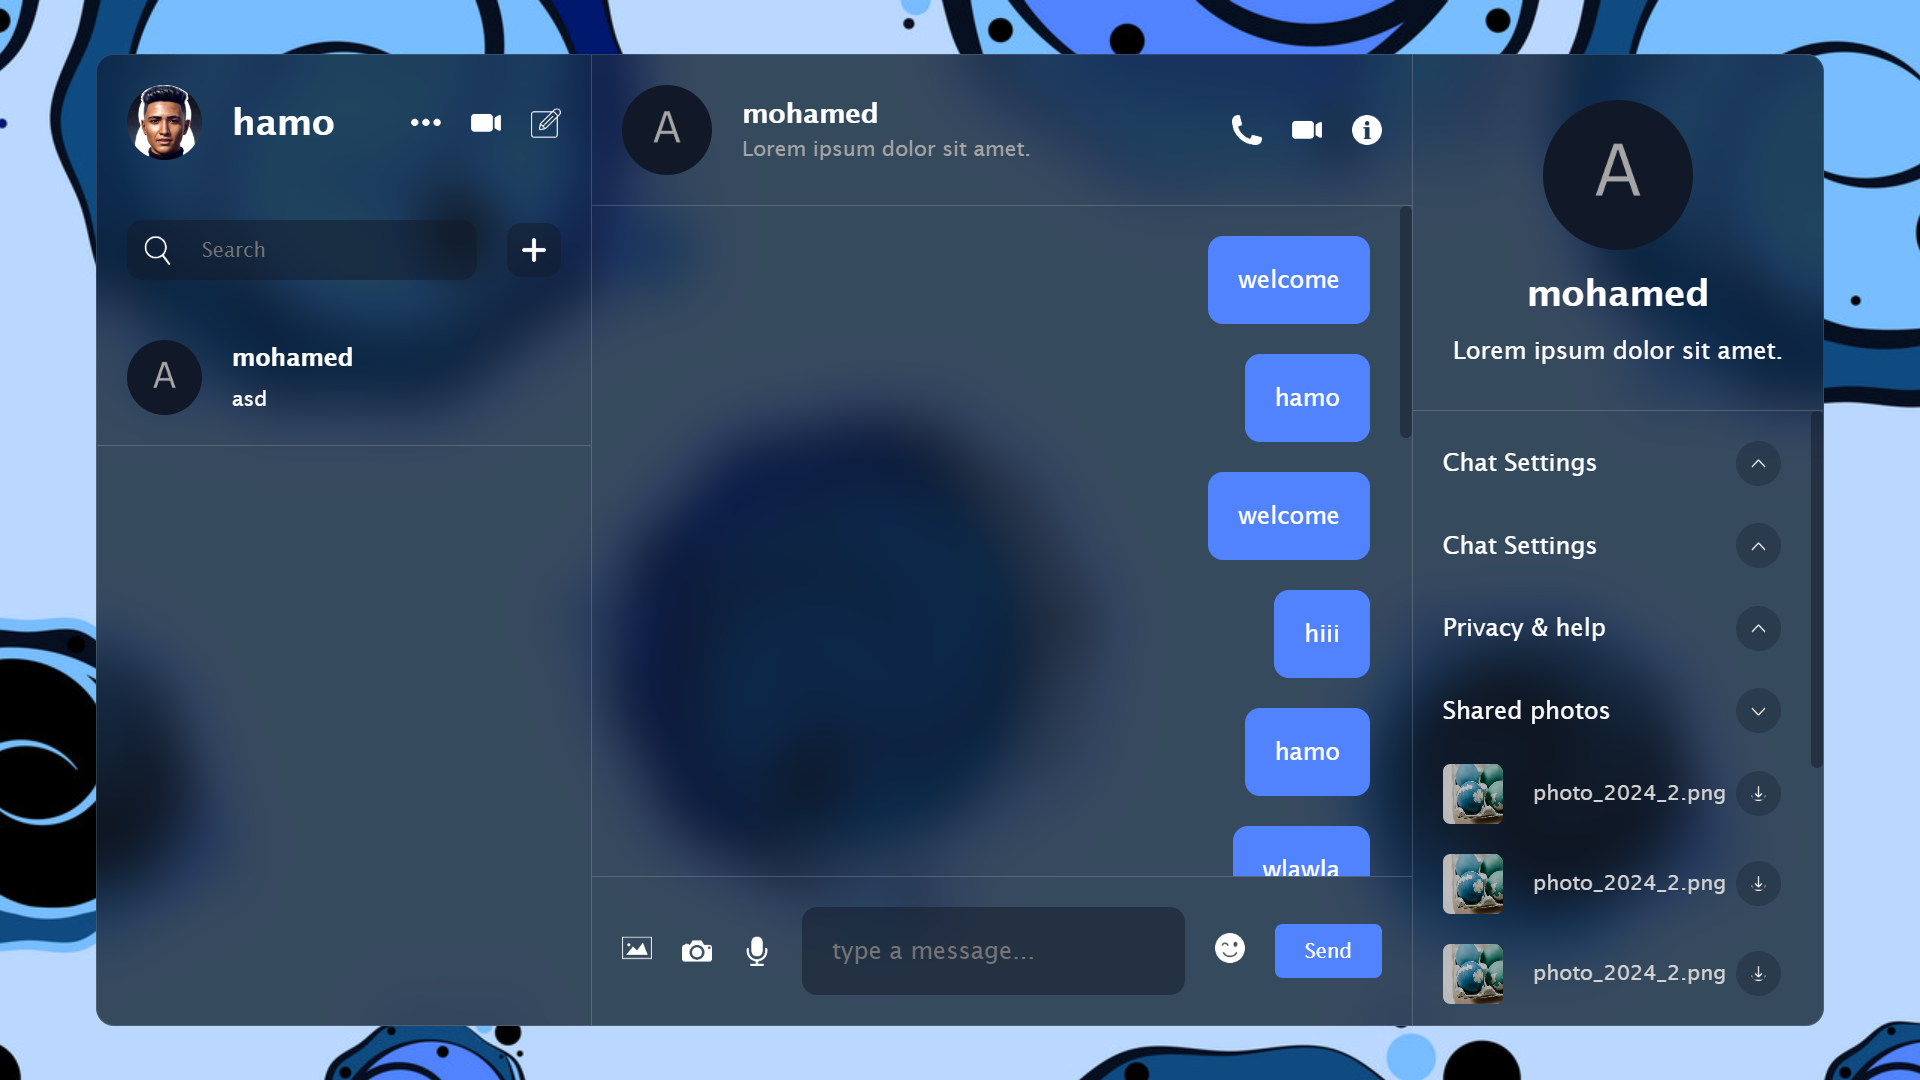 hamo
Search
A
mohamed
asd
A
mohamed
Lorem ipsum dolor sit amet.
welcome
hamo
welcome
hiii
hamo
wlawla
type a message...
Send
A
mohamed
Lorem ipsum dolor sit amet.
Chat Settings
Chat Settings
Privacy & help
Shared photos
photo_2024_2.png
photo_2024_2.png
photo_2024_2.png